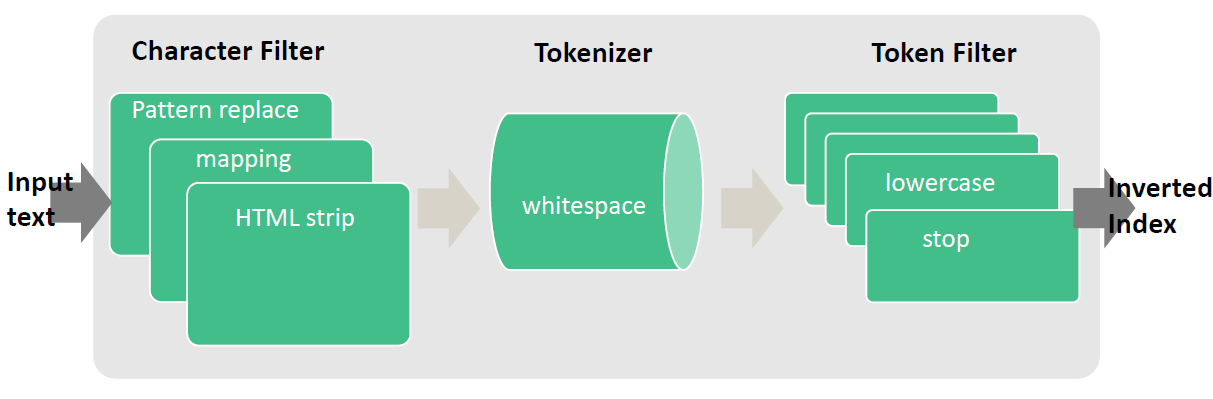 Character Filter
Tokenizer
Token Filter
Pattern replace
mapping
HTML strip
Input
text
whitespace
lowercase
stop
Inverted
Index